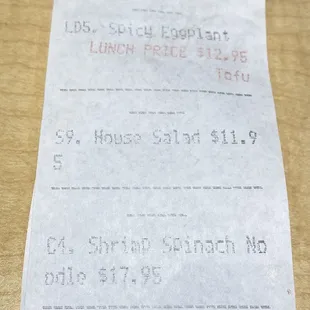 LD5. Spicy Eggplant
LUNCH PRICE $12.95
Tofu
S9. House Salad $11.9
5
C4. Shrimp Spinach No
odle $17.95